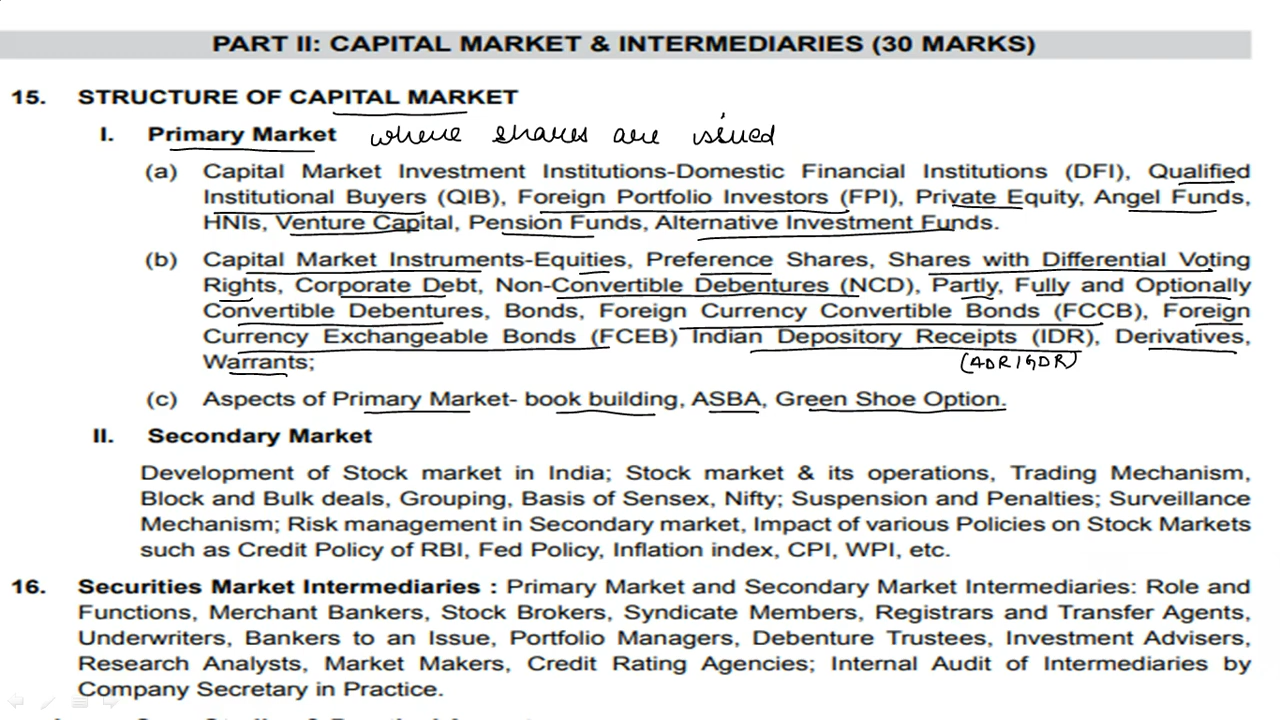 PART II: CAPITAL MARKET & INTERMEDIARIES (30 MARKS)
15. STRUCTURE OF CAPITAL MARKET
I. Primary Market where shares are issued
(a) Capital Market Investment Institutions-Domestic Financial Institutions (DFI), Qualified
Institutional Buyers (QIB), Foreign Portfolio Investors (FPI), Private Equity, Angel Funds,
HNIs, Venture Capital, Pension Funds, Alternative Investment Funds.
(b) Capital Market Instruments-Equities, Preference Shares, Shares with Differential Voting
Rights, Corporate Debt, Non-Convertible Debentures (NCD), Partly, Fully and Optionally
Convertible Debentures, Bonds, Foreign Currency Convertible Bonds (FCCB), Foreign
Currency Exchangeable Bonds (FCEB) Indian Depository Receipts (IDR), Derivatives,
Warrants; (ADR/GDR)
(c) Aspects of Primary Market- book building, ASBA, Green Shoe Option.
II. Secondary Market
Development of Stock market in India; Stock market & its operations, Trading Mechanism,
Block and Bulk deals, Grouping, Basis of Sensex, Nifty; Suspension and Penalties; Surveillance
Mechanism; Risk management in Secondary market, Impact of various Policies on Stock Markets
such as Credit Policy of RBI, Fed Policy, Inflation index, CPI, WPI, etc.
16. Securities Market Intermediaries : Primary Market and Secondary Market Intermediaries: Role and
Functions, Merchant Bankers, Stock Brokers, Syndicate Members, Registrars and Transfer Agents,
Underwriters, Bankers to an Issue, Portfolio Managers, Debenture Trustees, Investment Advisers,
Research Analysts, Market Makers, Credit Rating Agencies; Internal Audit of Intermediaries by
Company Secretary in Practice.